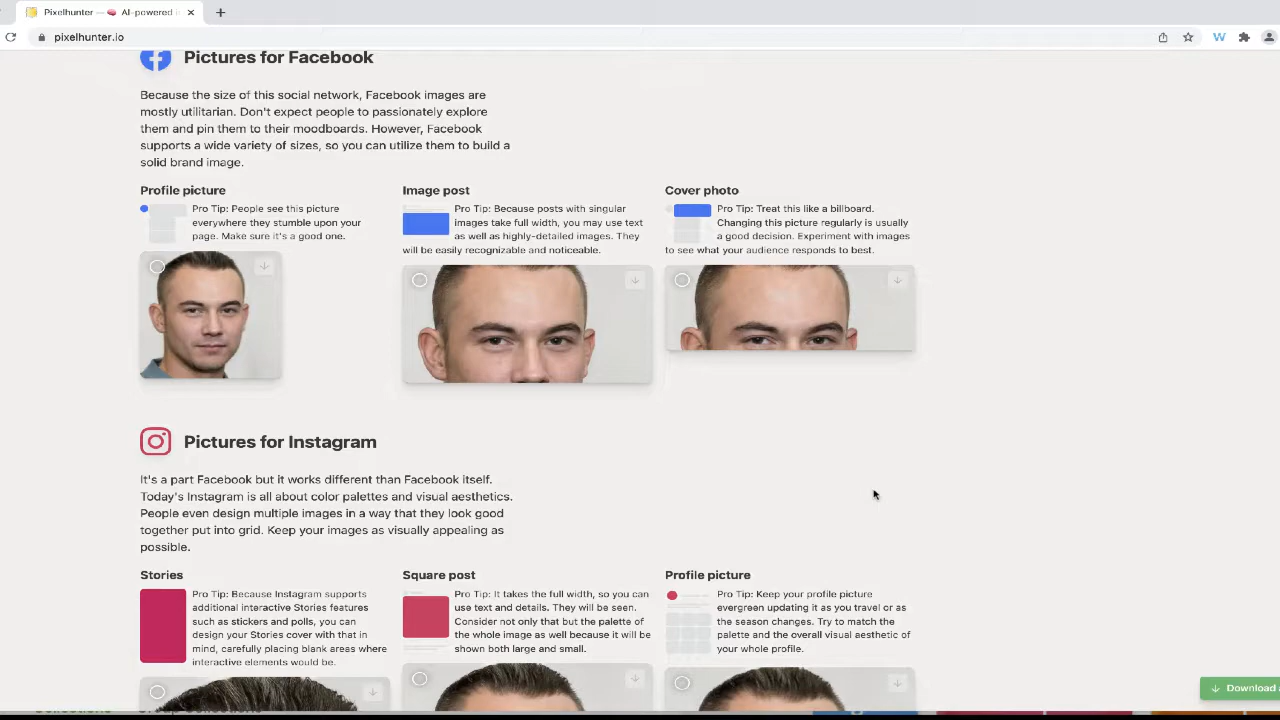 Pixelhunter — 🧠 AI-powered i
pixelhunter.io
W
Pictures for Facebook
Because the size of this social network, Facebook images are
mostly utilitarian. Don't expect people to passionately explore
them and pin them to their moodboards. However, Facebook
supports a wide variety of sizes, so you can utilize them to build a
solid brand image.
Profile picture
Pro Tip: People see this picture
everywhere they stumble upon your
page. Make sure it's a good one.
Image post
Pro Tip: Because posts with singular
images take full width, you may use text
as well as highly-detailed images. They
will be easily recognizable and noticeable.
Cover photo
Pro Tip: Treat this like a billboard.
Changing this picture regularly is usually
a good decision. Experiment with images
to see what your audience responds to best.
Pictures for Instagram
It's a part Facebook but it works different than Facebook itself.
Today's Instagram is all about color palettes and visual aesthetics.
People even design multiple images in a way that they look good
together put into grid. Keep your images as visually appealing as
possible.
Stories
Pro Tip: Because Instagram supports
additional interactive Stories features
such as stickers and polls, you can
design your Stories cover with that in
mind, carefully placing blank areas where
interactive elements would be.
Square post
Pro Tip: It takes the full width, so you can
use text and details. They will be seen.
Consider not only that but the palette of
the whole image as well because it will be
shown both large and small.
Profile picture
Pro Tip: Keep your profile picture
evergreen updating it as you travel or as
the season changes. Try to match the
palette and the overall visual aesthetic of
your whole profile.
Download